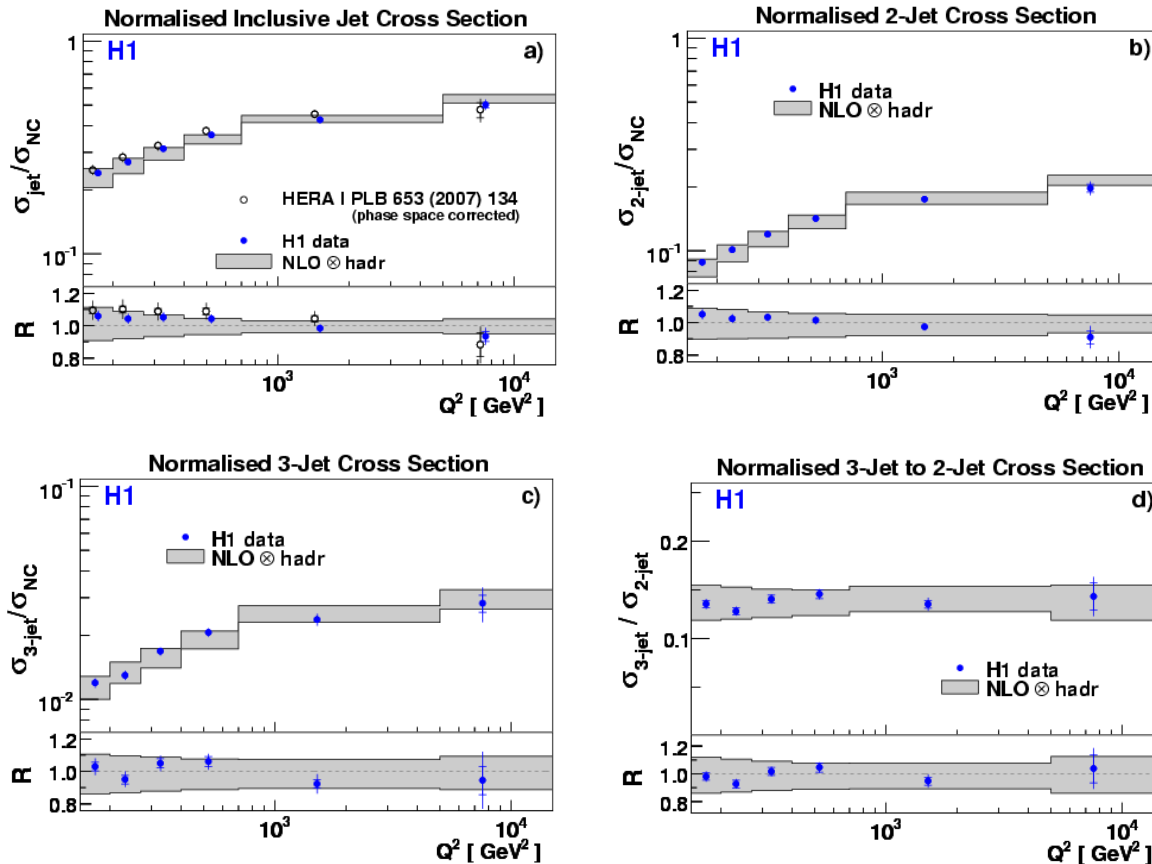 Normalised Inclusive Jet Cross Section
H1
a)
1
10⁻¹
σjet/σNC
HERA I PLB 653 (2007) 134
(phase space corrected)
H1 data
NLO ⊗ hadr
R
1.2
1.0
0.8
10³
10⁴
Q² [ GeV² ]
Normalised 2-Jet Cross Section
H1
b)
1
10⁻¹
σ2-jet/σNC
H1 data
NLO ⊗ hadr
R
1.2
1.0
0.8
10³
10⁴
Q² [ GeV² ]
Normalised 3-Jet Cross Section
H1
c)
10⁻¹
10⁻²
σ3-jet/σNC
H1 data
NLO ⊗ hadr
R
1.2
1.0
0.8
10³
10⁴
Q² [ GeV² ]
Normalised 3-Jet to 2-Jet Cross Section
H1
d)
0.2
0.1
σ3-jet / σ2-jet
H1 data
NLO ⊗ hadr
R
1.2
1.0
0.8
10³
10⁴
Q² [ GeV² ]